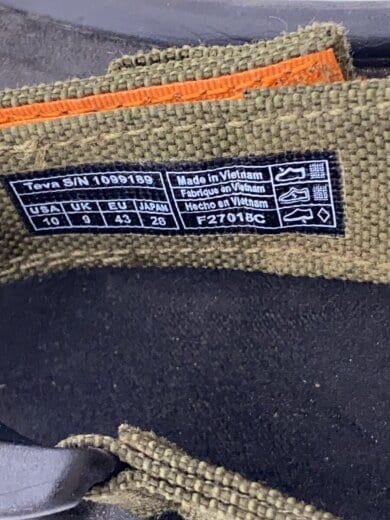 Teva S/N 1099189
USA UK EU JAPAN
10 9 43 28
Made in Vietnam
Fabrique en Vietnam
Hecho en Vietnam
F27018C